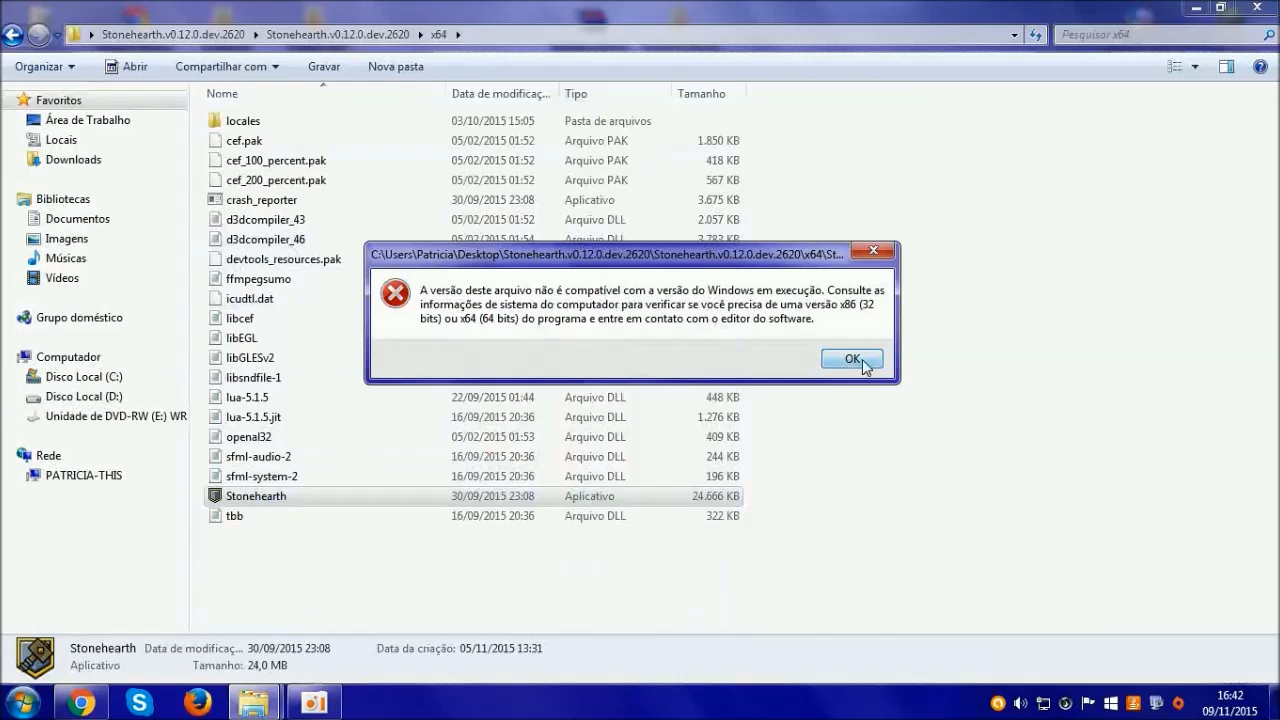 Stonehearth.v0.12.0.dev.2620 Stonehearth.v0.12.0.dev.2620 x64 Pesquisar x64
Organizar Abrir Compartilhar com Gravar Nova pasta
Favoritos
Área de Trabalho
Locais
Downloads
Bibliotecas
Documentos
Imagens
Músicas
Vídeos
Grupo doméstico
Computador
Disco Local (C:)
Disco Local (D:)
Unidade de DVD-RW (E:) WR
Rede
PATRICIA-THIS
Nome Data de modificaç... Tipo Tamanho
locales 03/10/2015 15:05 Pasta de arquivos
cef.pak 05/02/2015 01:52 Arquivo PAK 1.850 KB
cef_100_percent.pak 05/02/2015 01:52 Arquivo PAK 418 KB
cef_200_percent.pak 05/02/2015 01:52 Arquivo PAK 567 KB
crash_reporter 30/09/2015 23:08 Aplicativo 3.675 KB
d3dcompiler_43 05/02/2015 01:52 Arquivo DLL 2.057 KB
d3dcompiler_46 05/02/2015 01:54 Arquivo DLL 3.783 KB
devtools_resources.pak
ffmpegsumo
icudtl.dat
libcef
libEGL
libGLESv2
libsndfile-1
lua-5.1.5 22/09/2015 01:44 Arquivo DLL 448 KB
lua-5.1.5.jit 16/09/2015 20:36 Arquivo DLL 1.276 KB
openal32 05/02/2015 01:53 Arquivo DLL 409 KB
sfml-audio-2 16/09/2015 20:36 Arquivo DLL 244 KB
sfml-system-2 16/09/2015 20:36 Arquivo DLL 196 KB
Stonehearth 30/09/2015 23:08 Aplicativo 24.666 KB
tbb 16/09/2015 20:36 Arquivo DLL 322 KB
C:\Users\Patricia\Desktop\Stonehearth.v0.12.0.dev.2620\Stonehearth.v0.12.0.dev.2620\x64\St...
A versão deste arquivo não é compatível com a versão do Windows em execução. Consulte as
informações de sistema do computador para verificar se você precisa de uma versão x86 (32
bits) ou x64 (64 bits) do programa e entre em contato com o editor do software.
OK
Stonehearth Data de modificaç... 30/09/2015 23:08 Data da criação: 05/11/2015 13:31
Aplicativo Tamanho: 24,0 MB
16:42
09/11/2015